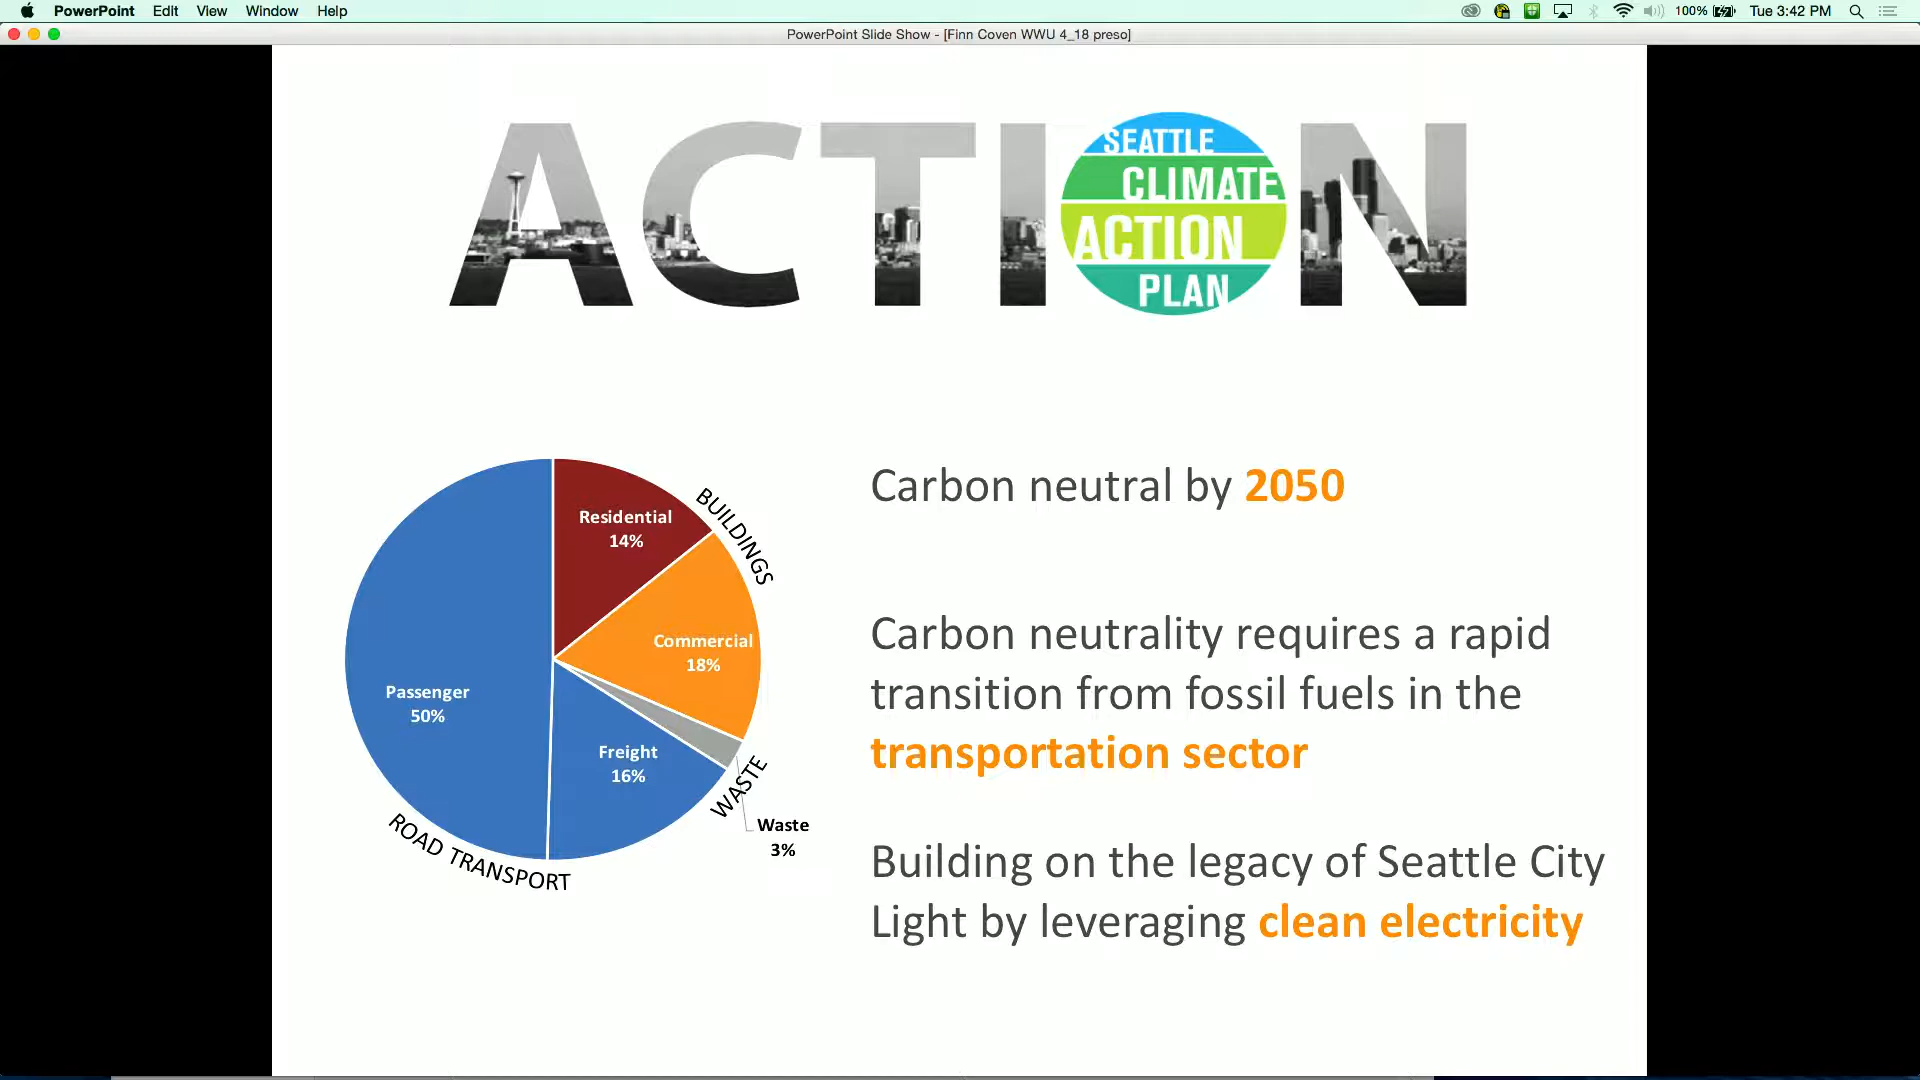 PowerPoint Edit View Window Help
100% Tue 3:42 PM
PowerPoint Slide Show - [Finn Coven WWU 4_18 preso]
ACTION
SEATTLE
CLIMATE
ACTION
PLAN
Residential
14%
BUILDINGS
Commercial
18%
Passenger
50%
Freight
16%
WASTE
Waste
3%
ROAD TRANSPORT
Carbon neutral by 2050
Carbon neutrality requires a rapid
transition from fossil fuels in the
transportation sector
Building on the legacy of Seattle City
Light by leveraging clean electricity